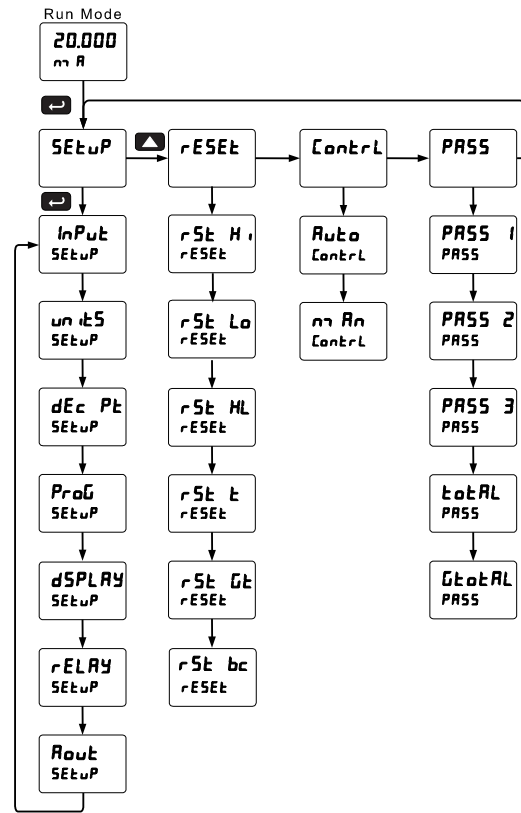 Run Mode
20.000
mA
SEtuP
rESEt
ContrL
PASS
InPut
SEtuP
rSt Hi
rESEt
Auto
ContrL
PASS 1
PASS
unitS
SEtuP
rSt Lo
rESEt
mAn
ContrL
PASS 2
PASS
dEc Pt
SEtuP
rSt HL
rESEt
PASS 3
PASS
ProG
SEtuP
rSt t
rESEt
totAL
PASS
dSPLAY
SEtuP
rSt Gt
rESEt
GtotAL
PASS
rELAY
SEtuP
rSt bc
rESEt
Aout
SEtuP